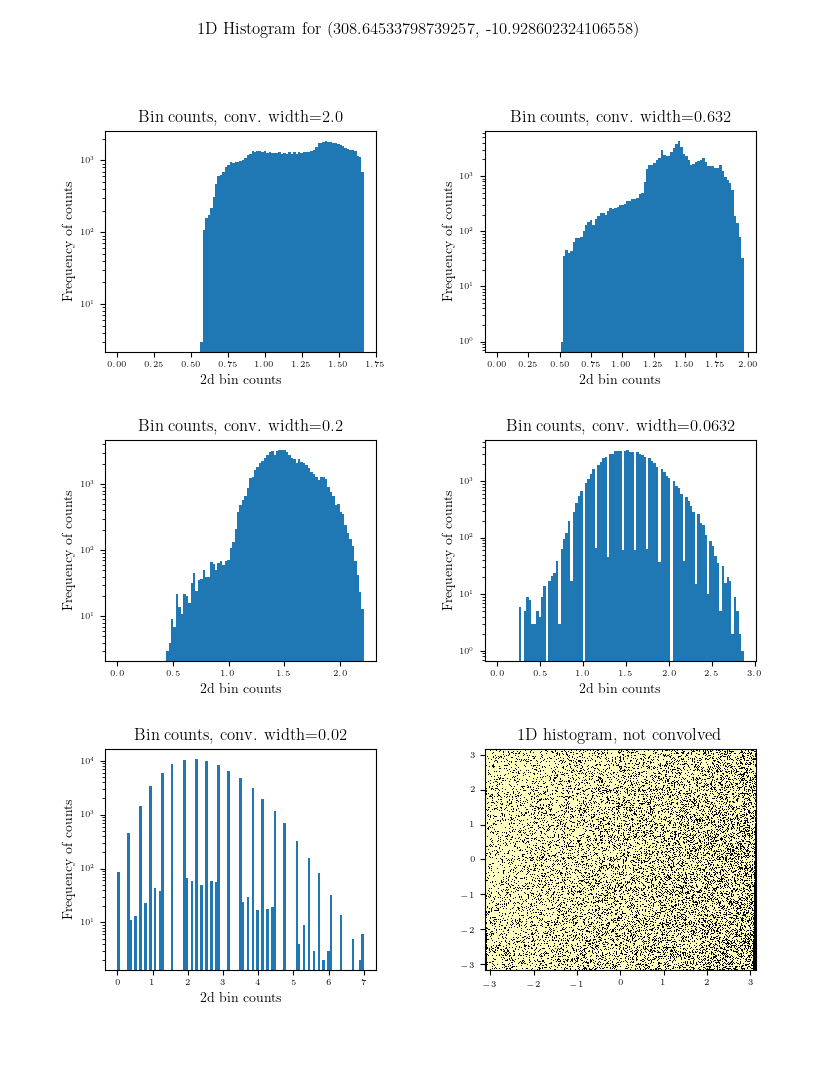 1D Histogram for (308.64533798739257, -10.928602324106558)
Bin counts, conv. width=2.0
Frequency of counts
10³
10²
10¹
0.00 0.25 0.50 0.75 1.00 1.25 1.50 1.75
2d bin counts
Bin counts, conv. width=0.632
Frequency of counts
10³
10²
10¹
10⁰
0.00 0.25 0.50 0.75 1.00 1.25 1.50 1.75 2.00
2d bin counts
Bin counts, conv. width=0.2
Frequency of counts
10³
10²
10¹
0.0 0.5 1.0 1.5 2.0
2d bin counts
Bin counts, conv. width=0.0632
Frequency of counts
10³
10²
10¹
10⁰
0.0 0.5 1.0 1.5 2.0 2.5 3.0
2d bin counts
Bin counts, conv. width=0.02
Frequency of counts
10⁴
10³
10²
10¹
0 1 2 3 4 5 6 7
2d bin counts
1D histogram, not convolved
3
2
1
0
−1
−2
−3
−3 −2 −1 0 1 2 3